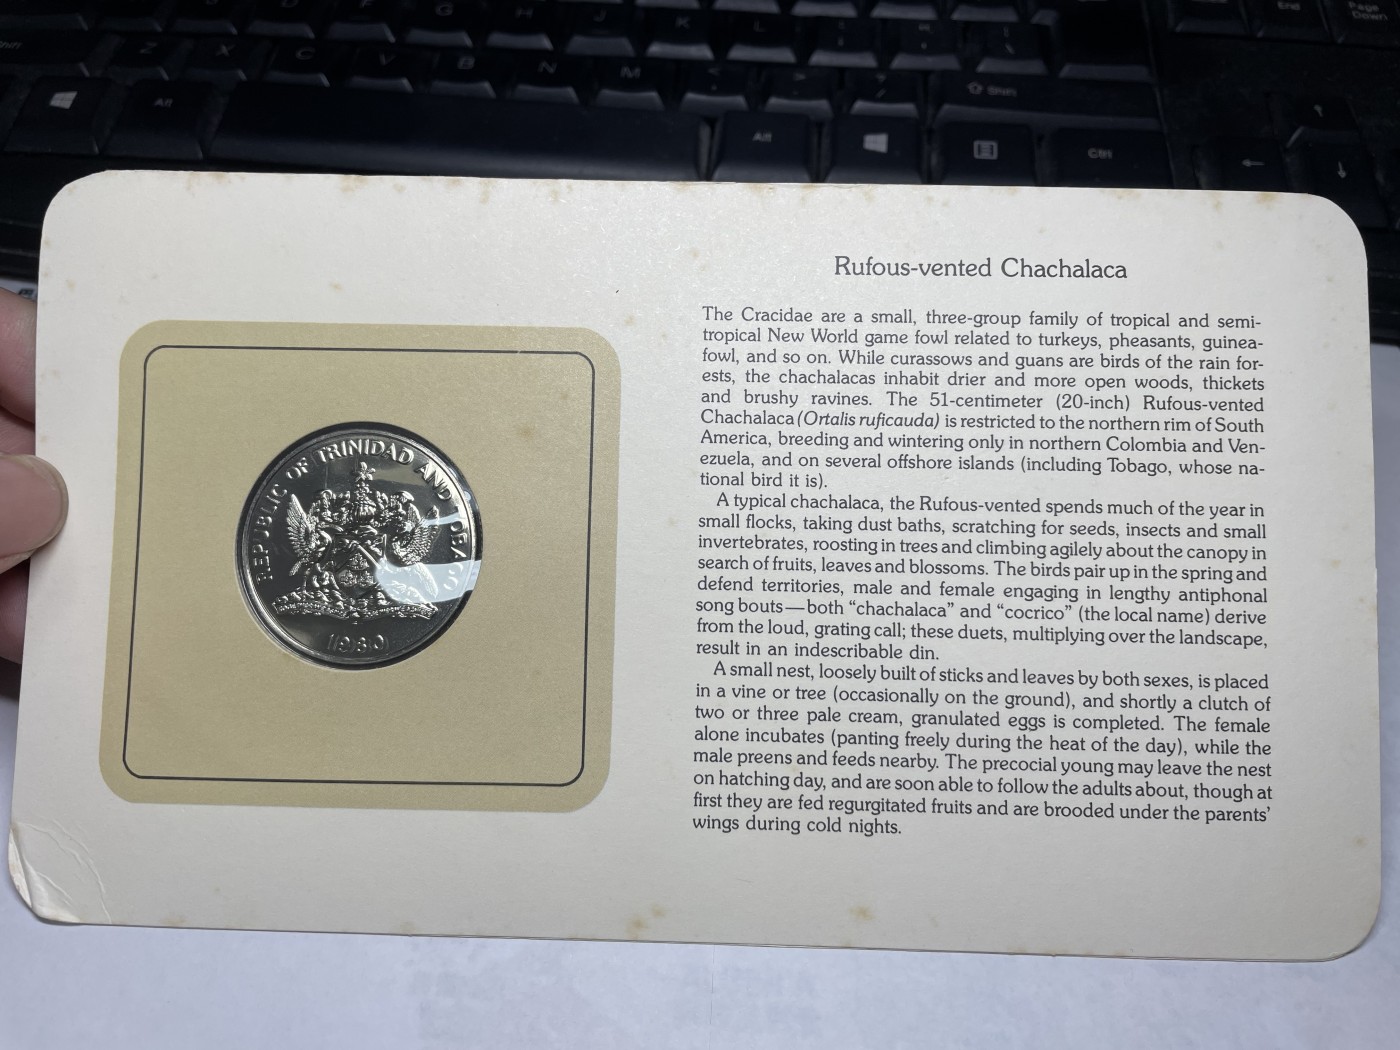 F G H J K L
Shift Z X C V B N M
Alt Alt Ctrl
Shift
End
Page Down
REPUBLIC OF TRINIDAD AND TOBAGO
1980
Rufous-vented Chachalaca
The Cracidae are a small, three-group family of tropical and semi-
tropical New World game fowl related to turkeys, pheasants, guinea-
fowl, and so on. While curassows and guans are birds of the rain for-
ests, the chachalacas inhabit drier and more open woods, thickets
and brushy ravines. The 51-centimeter (20-inch) Rufous-vented
Chachalaca (Ortalis ruficauda) is restricted to the northern rim of South
America, breeding and wintering only in northern Colombia and Ven-
ezuela, and on several offshore islands (including Tobago, whose na-
tional bird it is).
A typical chachalaca, the Rufous-vented spends much of the year in
small flocks, taking dust baths, scratching for seeds, insects and small
invertebrates, roosting in trees and climbing agilely about the canopy in
search of fruits, leaves and blossoms. The birds pair up in the spring and
defend territories, male and female engaging in lengthy antiphonal
song bouts—both “chachalaca” and “cocrico” (the local name) derive
from the loud, grating call; these duets, multiplying over the landscape,
result in an indescribable din.
A small nest, loosely built of sticks and leaves by both sexes, is placed
in a vine or tree (occasionally on the ground), and shortly a clutch of
two or three pale cream, granulated eggs is completed. The female
alone incubates (panting freely during the heat of the day), while the
male preens and feeds nearby. The precocial young may leave the nest
on hatching day, and are soon able to follow the adults about, though at
first they are fed regurgitated fruits and are brooded under the parents’
wings during cold nights.